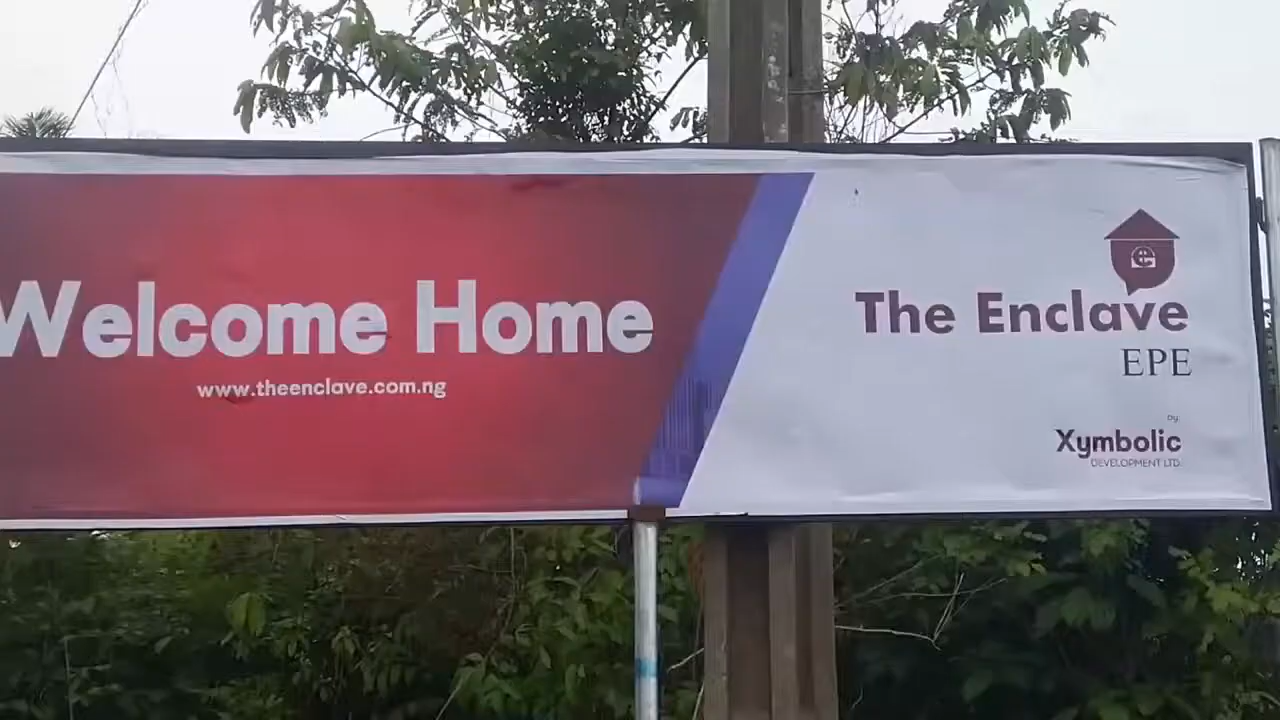 Welcome Home
www.theenclave.com.ng
The Enclave
EPE
by:
Xymbolic
DEVELOPMENT LTD.